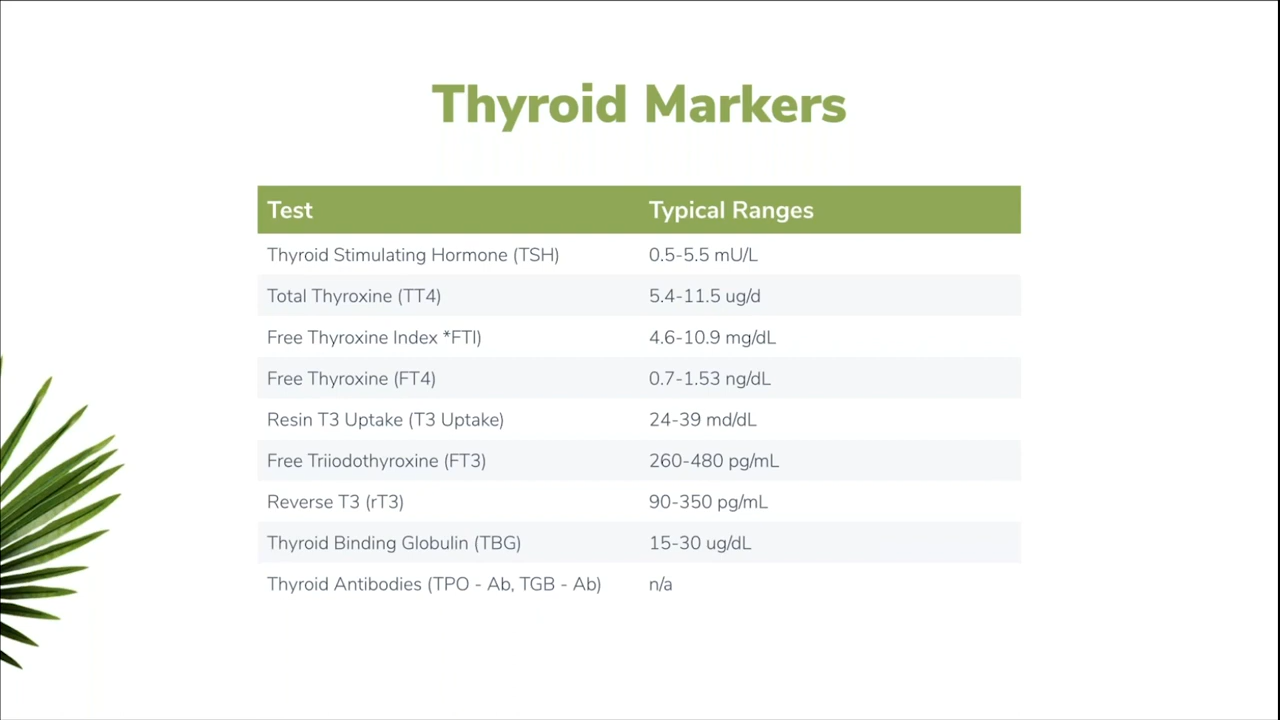 Thyroid Markers
Test Typical Ranges
Thyroid Stimulating Hormone (TSH) 0.5-5.5 mU/L
Total Thyroxine (TT4) 5.4-11.5 ug/d
Free Thyroxine Index *FTI) 4.6-10.9 mg/dL
Free Thyroxine (FT4) 0.7-1.53 ng/dL
Resin T3 Uptake (T3 Uptake) 24-39 md/dL
Free Triiodothyroxine (FT3) 260-480 pg/mL
Reverse T3 (rT3) 90-350 pg/mL
Thyroid Binding Globulin (TBG) 15-30 ug/dL
Thyroid Antibodies (TPO - Ab, TGB - Ab) n/a